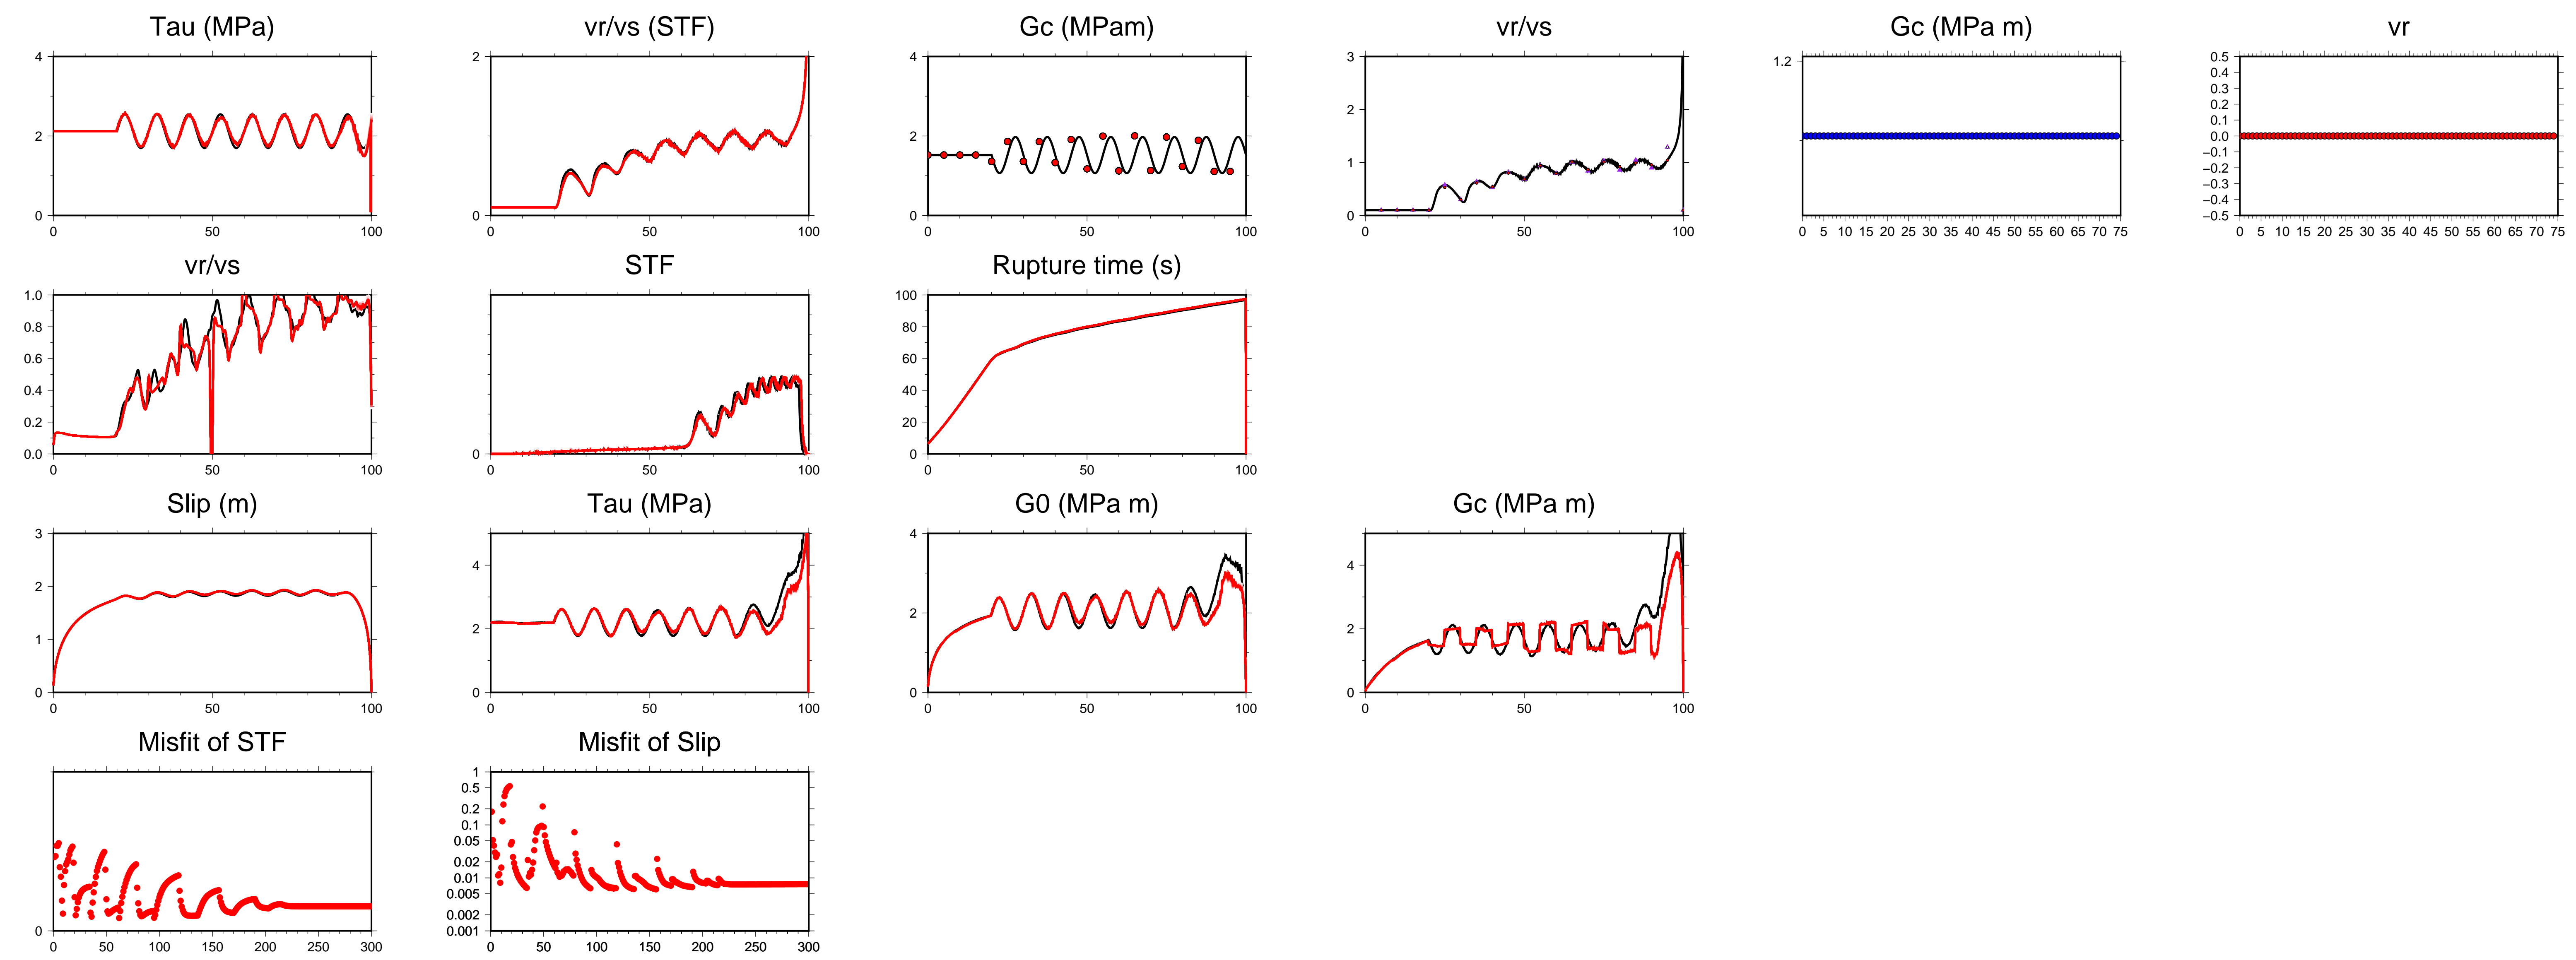 Tau (MPa)
vr/vs (STF)
Gc (MPam)
vr/vs
Gc (MPa m)
vr
4
2
0
0 50 100
2
0
0 50 100
4
2
0
0 50 100
3
2
1
0
0 50 100
1.2
0 5 10 15 20 25 30 35 40 45 50 55 60 65 70 75
0.5
0.4
0.3
0.2
0.1
0.0
−0.1
−0.2
−0.3
−0.4
−0.5
0 5 10 15 20 25 30 35 40 45 50 55 60 65 70 75
vr/vs
STF
Rupture time (s)
1.0
0.8
0.6
0.4
0.2
0.0
0 50 100
0
0 50 100
100
80
60
40
20
0
0 50 100
Slip (m)
Tau (MPa)
G0 (MPa m)
Gc (MPa m)
3
2
1
0
0 50 100
4
2
0
0 50 100
4
2
0
0 50 100
4
2
0
0 50 100
Misfit of STF
Misfit of Slip
0
0 50 100 150 200 250 300
1
0.5
0.2
0.1
0.05
0.02
0.01
0.005
0.002
0.001
0 50 100 150 200 250 300